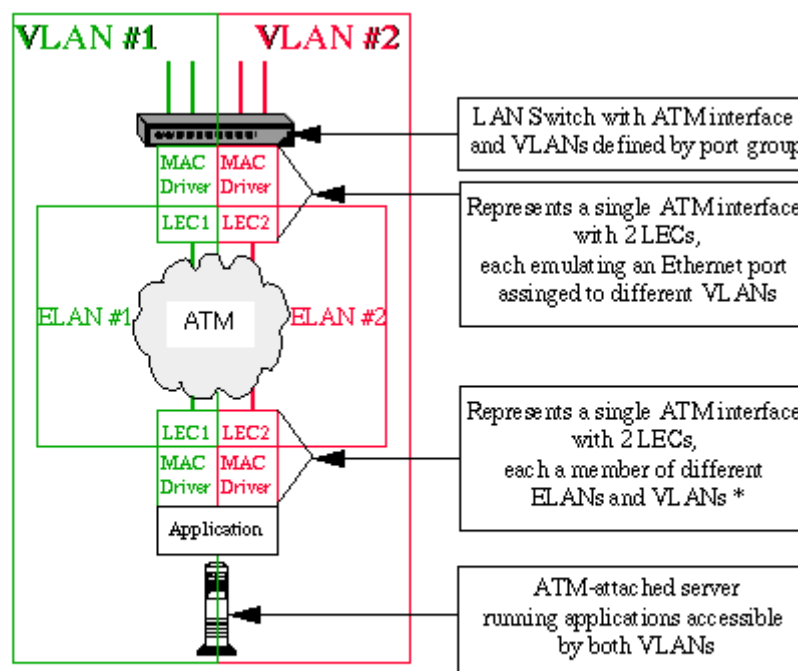 VLAN #1
VLAN #2
LAN Switch with ATM interface
and VLANs defined by port group
MAC
Driver
MAC
Driver
LEC1
LEC2
Represents a single ATM interface
with 2 LECs,
each emulating an Ethernet port
assinged to different VLANs
ELAN #1
ATM
ELAN #2
LEC1
LEC2
MAC
Driver
MAC
Driver
Represents a single ATM interface
with 2 LECs,
each a member of different
ELANs and VLANs *
Application
ATM-attached server
running applications accessible
by both VLANs